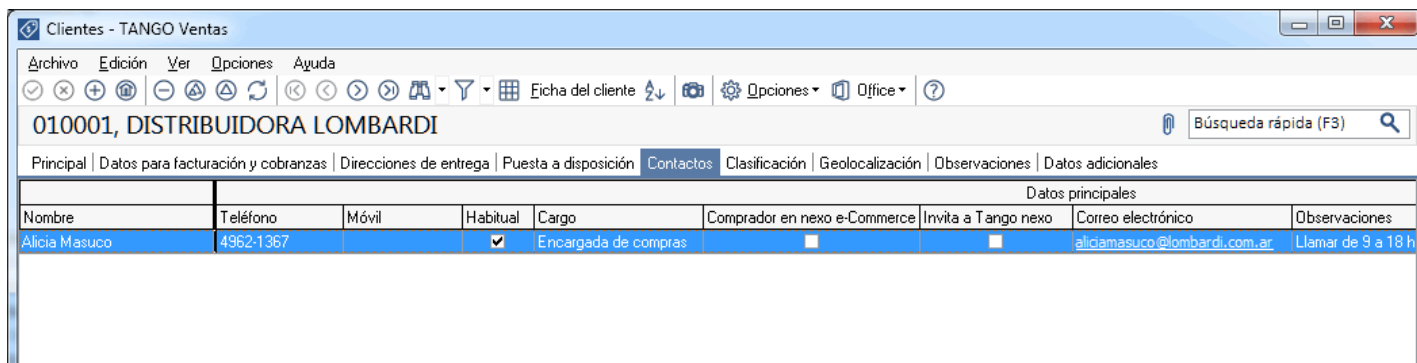 Clientes - TANGO Ventas
Archivo Edición Ver Opciones Ayuda
Ficha del cliente Opciones Office
010001, DISTRIBUIDORA LOMBARDI Búsqueda rápida (F3)
Principal | Datos para facturación y cobranzas | Direcciones de entrega | Puesta a disposición Contactos Clasificación | Geolocalización | Observaciones | Datos adicionales
Datos principales
Nombre Teléfono Móvil Habitual Cargo Comprador en nexo e-Commerce Invita a Tango nexo Correo electrónico Observaciones
Alicia Masuco 4962-1367 Encargada de compras aliciamasuco@lombardi.com.ar Llamar de 9 a 18 h